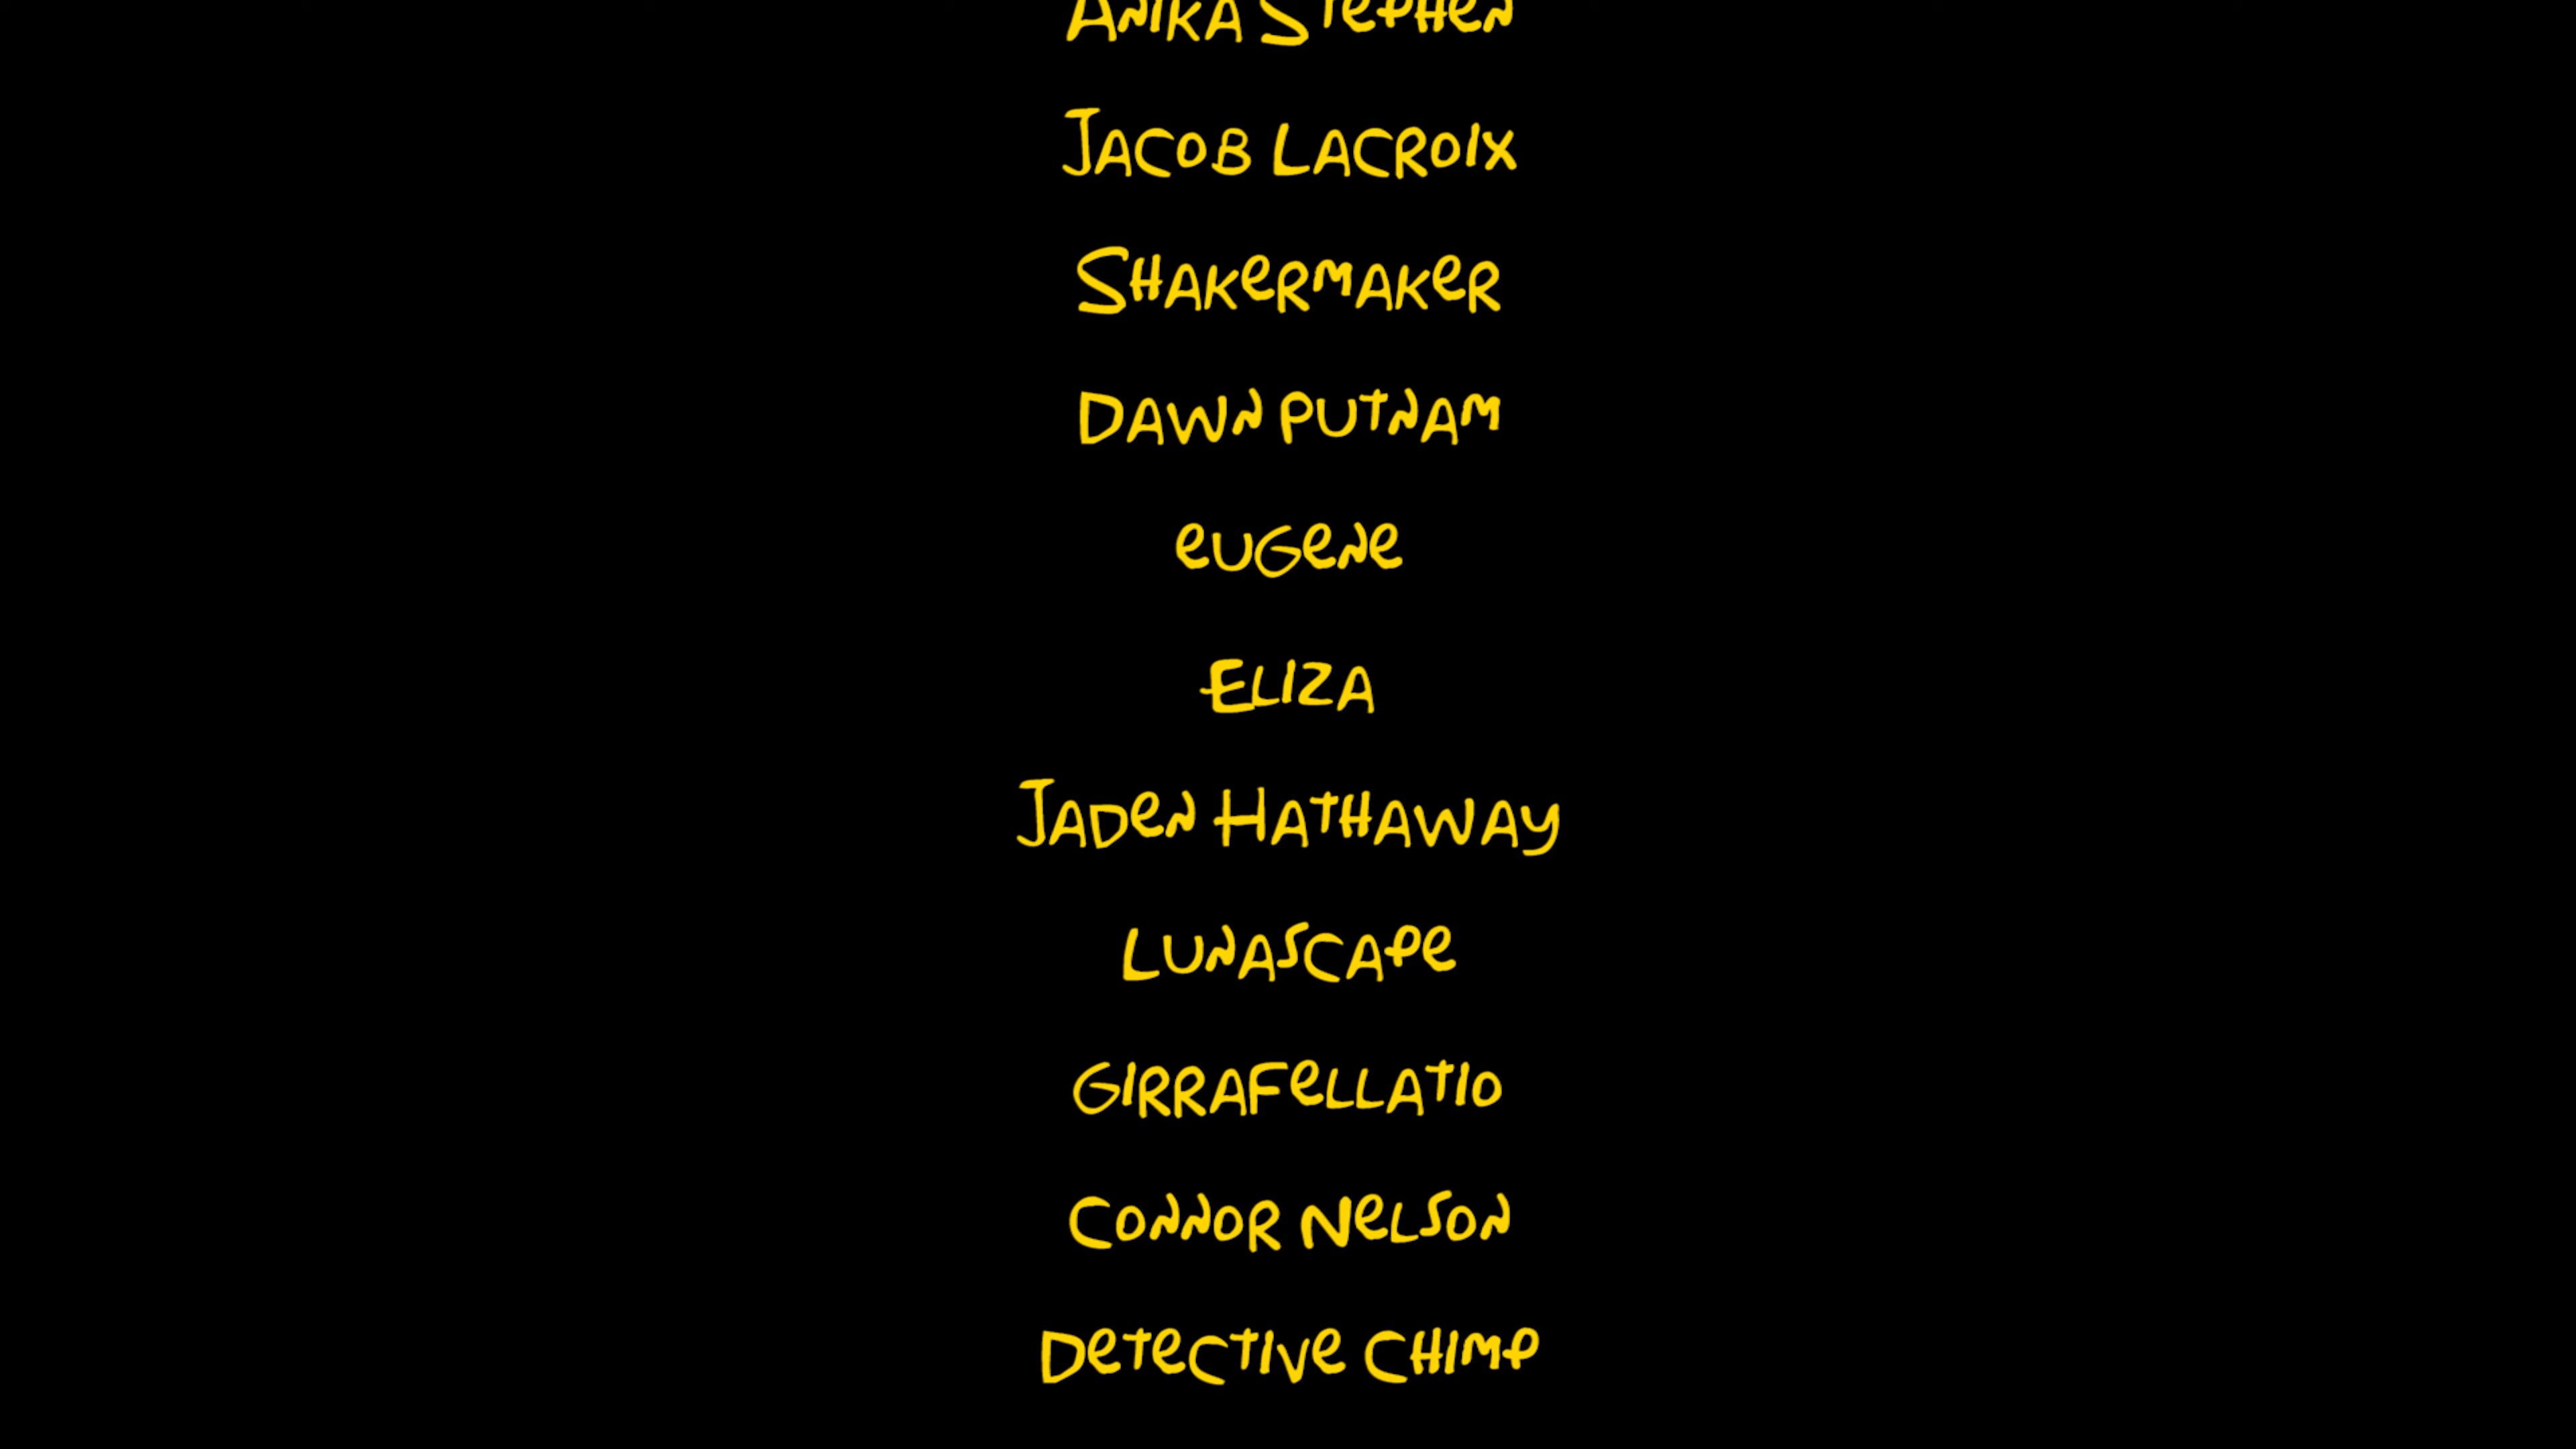 Anika Stephen
Jacob Lacroix
Shakermaker
Dawn putnam
eugene
Eliza
Jaden Hathaway
Lunascape
Girrafellatio
Connor Nelson
Detective Chimp